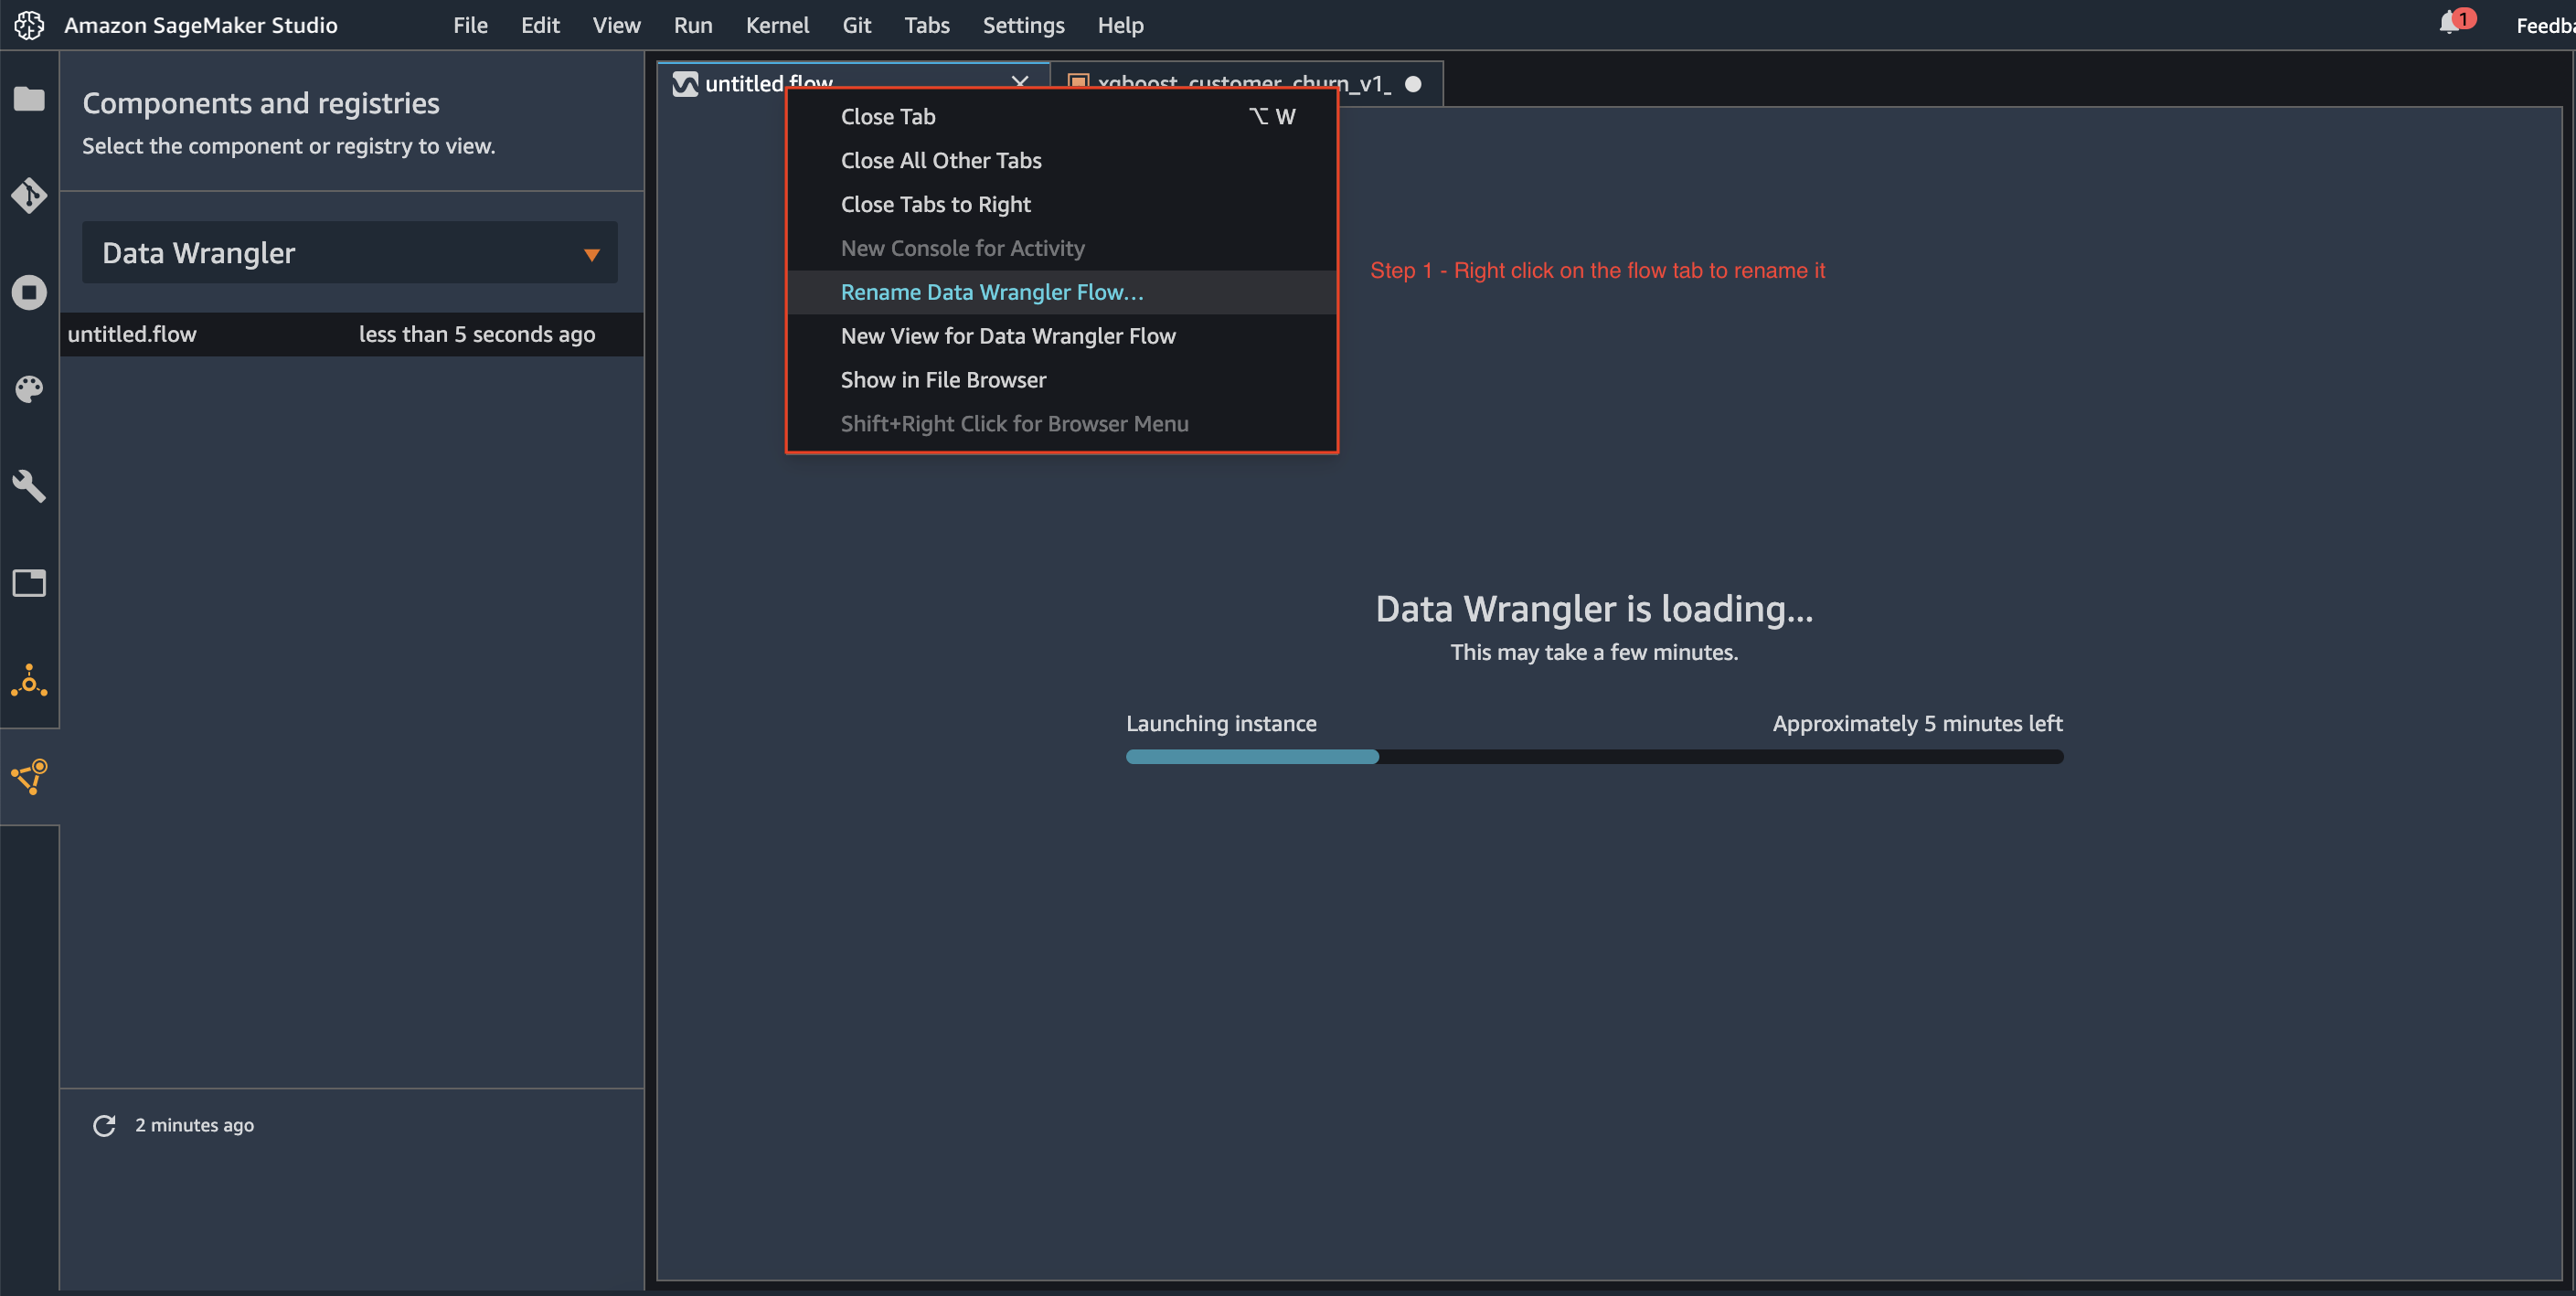 Amazon SageMaker Studio File Edit View Run Kernel Git Tabs Settings Help 1 Feedba
Components and registries
Select the component or registry to view.
Data Wrangler
untitled.flow less than 5 seconds ago
2 minutes ago
untitled.flow xgboost_customer_churn_v1_
Close Tab ⌥ W
Close All Other Tabs
Close Tabs to Right
New Console for Activity
Rename Data Wrangler Flow…
New View for Data Wrangler Flow
Show in File Browser
Shift+Right Click for Browser Menu
Step 1 - Right click on the flow tab to rename it
Data Wrangler is loading...
This may take a few minutes.
Launching instance Approximately 5 minutes left